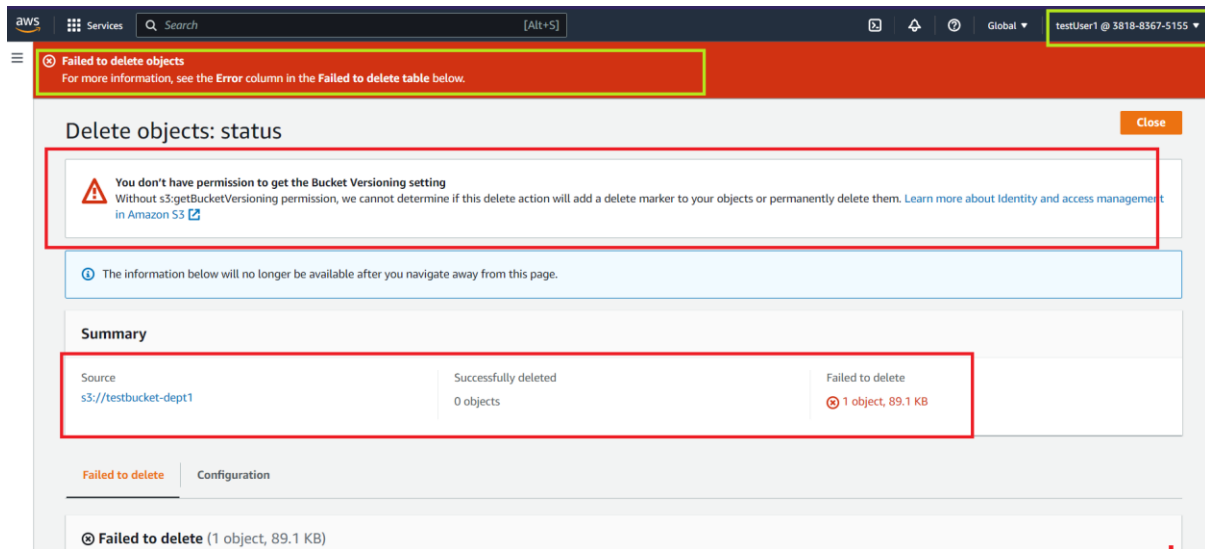 aws
Services
Search
[Alt+S]
Global
testUser1 @ 3818-8367-5155
Failed to delete objects
For more information, see the Error column in the Failed to delete table below.
Delete objects: status
Close
You don't have permission to get the Bucket Versioning setting
Without s3:getBucketVersioning permission, we cannot determine if this delete action will add a delete marker to your objects or permanently delete them. Learn more about Identity and access management
in Amazon S3
The information below will no longer be available after you navigate away from this page.
Summary
Source
s3://testbucket-dept1
Successfully deleted
0 objects
Failed to delete
1 object, 89.1 KB
Failed to delete
Configuration
Failed to delete (1 object, 89.1 KB)